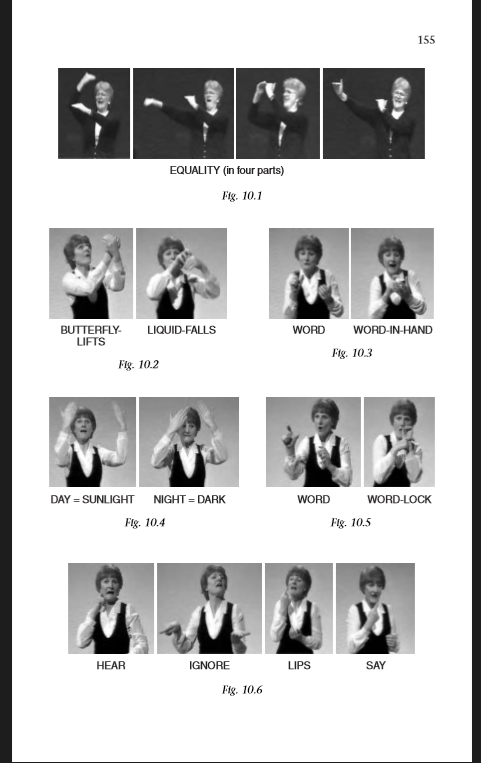 155
EQUALITY (in four parts)
Fig. 10.1
BUTTERFLY-
LIFTS
LIQUID-FALLS
Fig. 10.2
WORD
WORD-IN-HAND
Fig. 10.3
DAY = SUNLIGHT
NIGHT = DARK
Fig. 10.4
WORD
WORD-LOCK
Fig. 10.5
HEAR
IGNORE
LIPS
SAY
Fig. 10.6